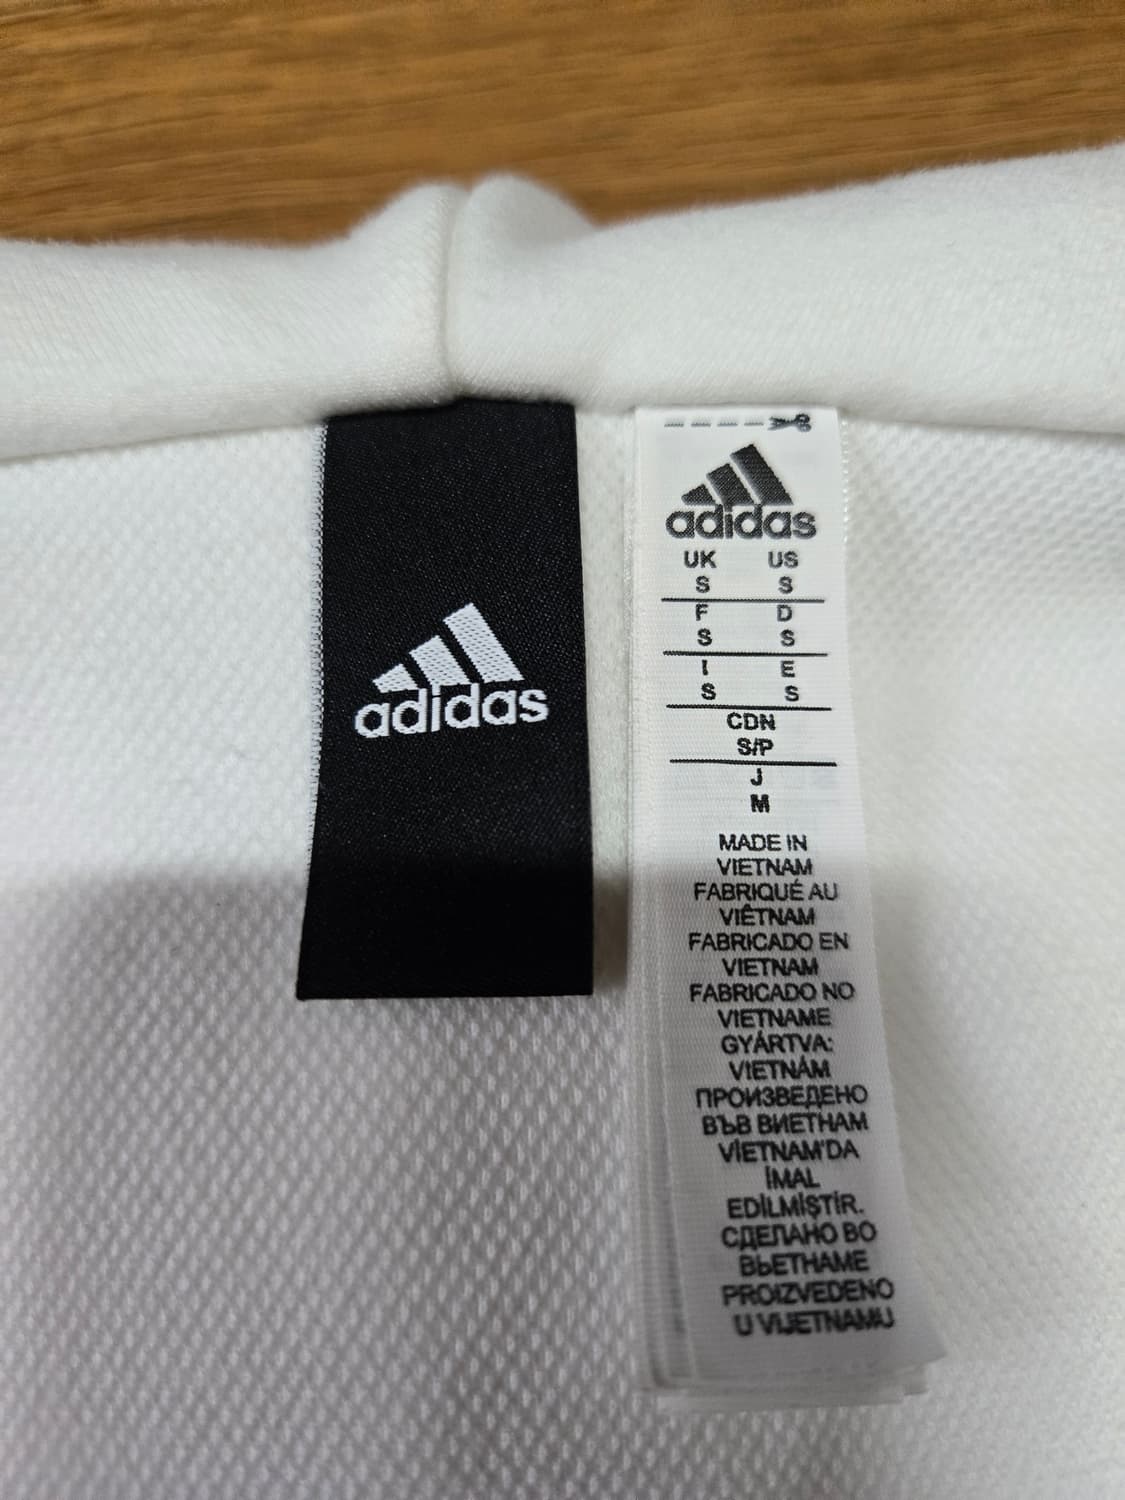 adidas
adidas
UK US
S S
F D
S S
I E
S S
CDN
S/P
J
M
MADE IN
VIETNAM
FABRIQUÉ AU
VIÊTNAM
FABRICADO EN
VIETNAM
FABRICADO NO
VIETNAME
GYÁRTVA:
VIETNÁM
ПРОИЗВЕДЕНО
ВЪВ ВИЕТНАМ
VİETNAM'DA
İMAL
EDİLMİŞTİR.
СДЕЛАНО ВО
ВЬЕТНАМЕ
PROIZVEDENO
U VIJETNAMU